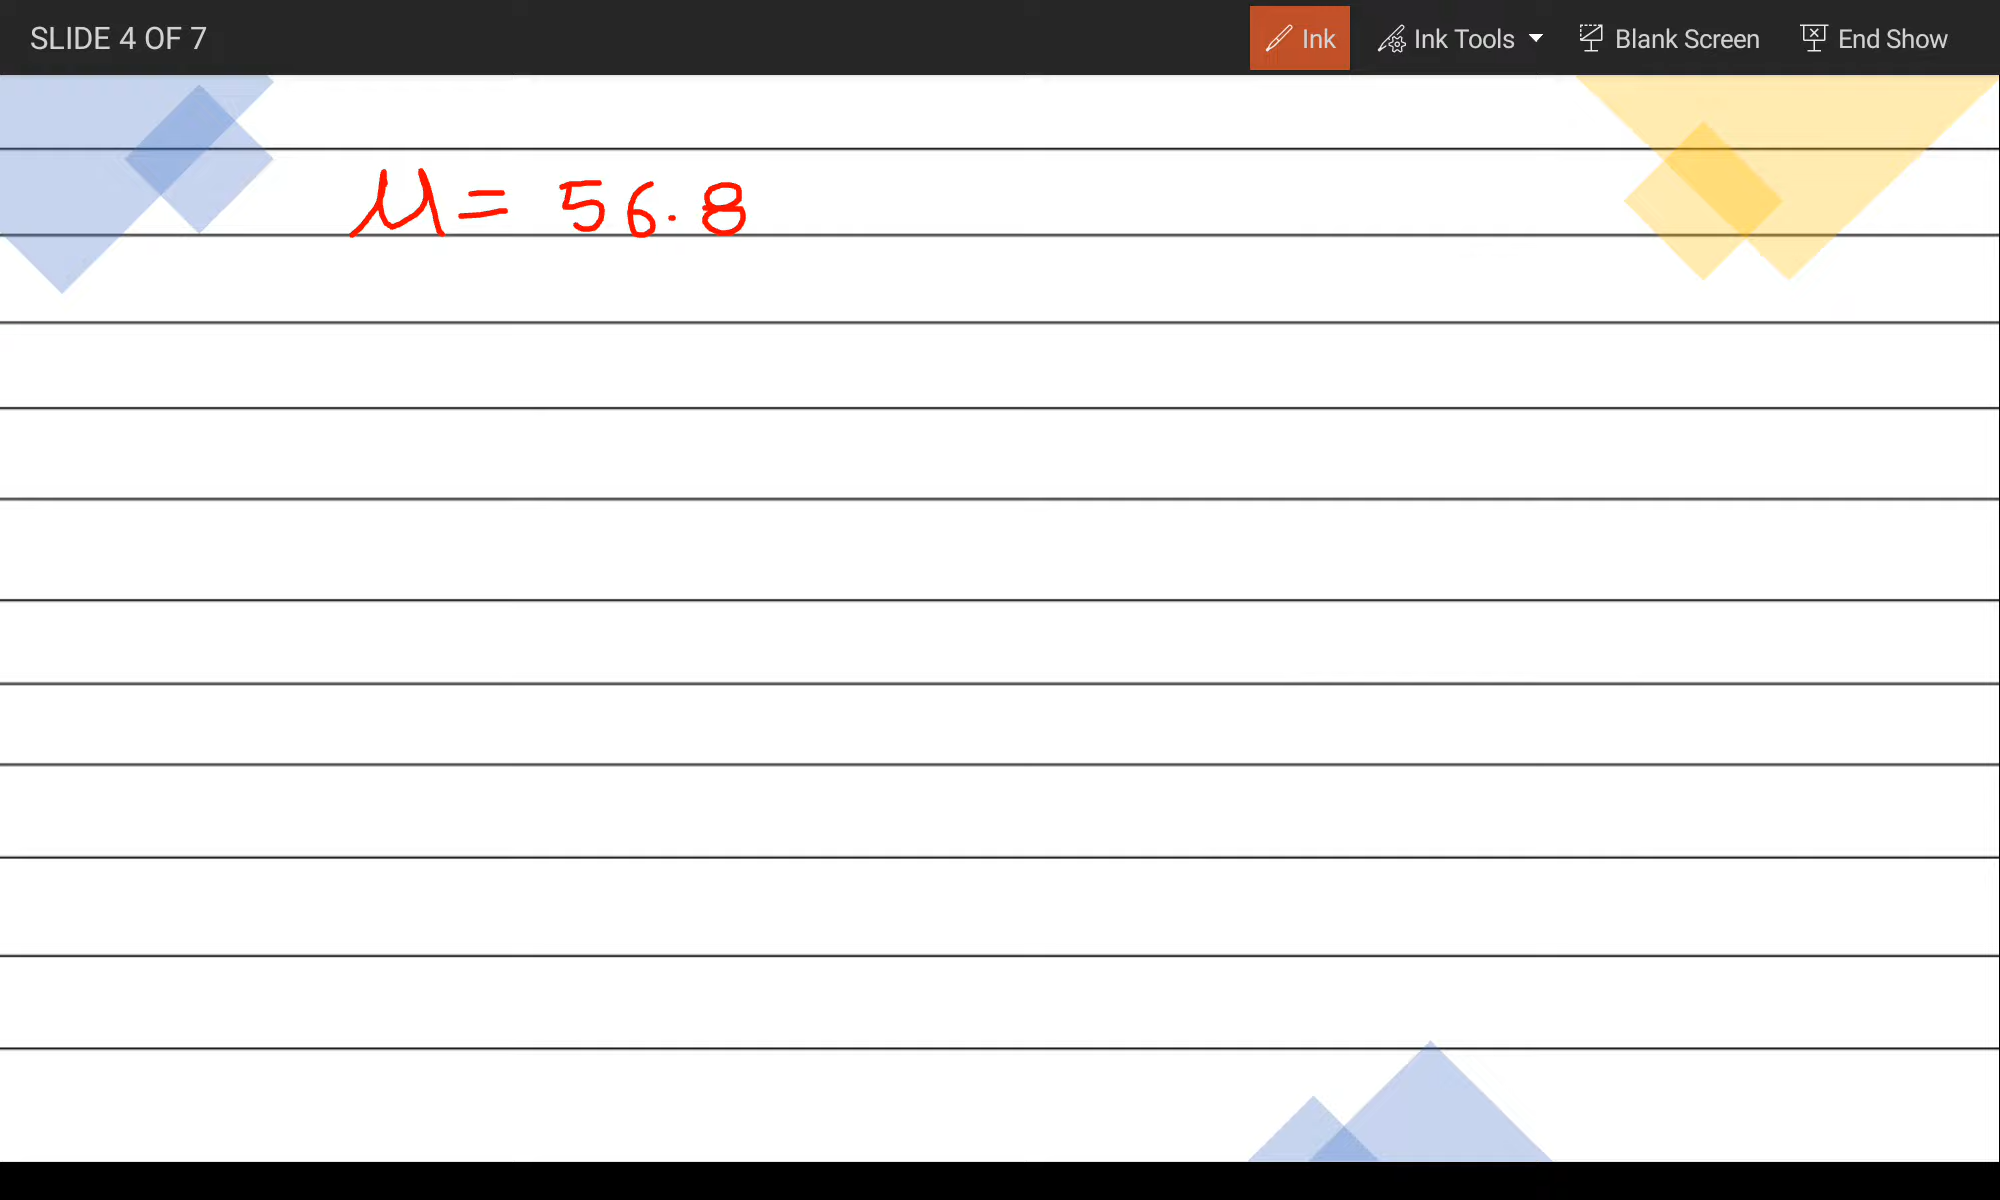 SLIDE 4 OF 7
Ink
Ink Tools
Blank Screen
End Show
μ = 56.8